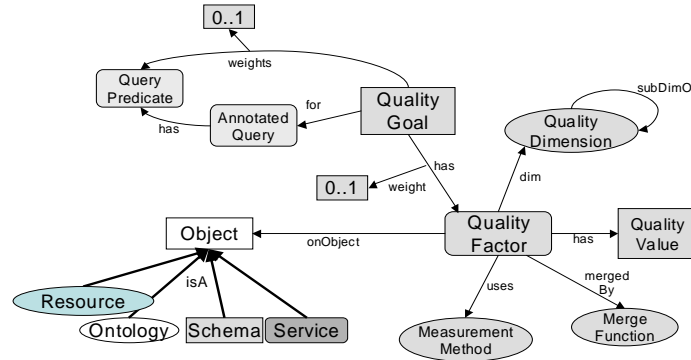 0..1
weights
subDimO
Query
Predicate
for
Quality
Goal
Annotated
Query
has
Quality
Dimension
has
0..1
weight
dim
Object
onObject
Quality
Factor
has
Quality
Value
isA
uses
merged
By
Resource
Ontology
Schema
Service
Measurement
Method
Merge
Function